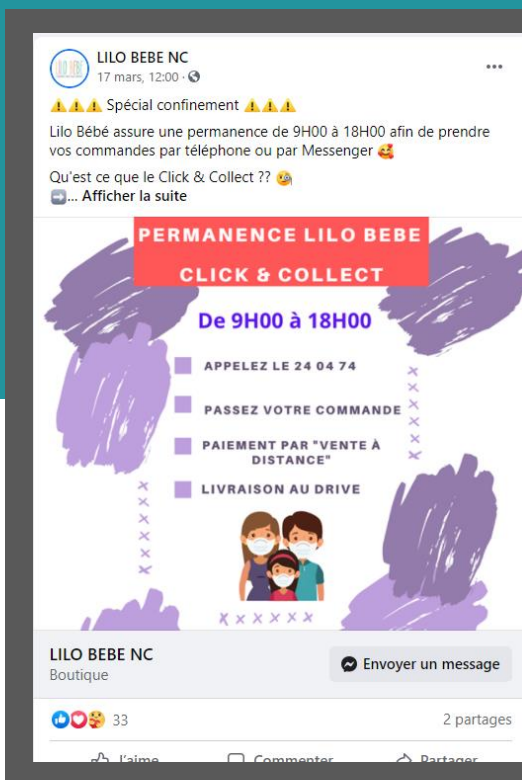 LILO BEBE NC
17 mars, 12:00 ·
Spécial confinement
Lilo Bébé assure une permanence de 9H00 à 18H00 afin de prendre
vos commandes par téléphone ou par Messenger
Qu'est ce que le Click & Collect ??
... Afficher la suite
PERMANENCE LILO BEBE
CLICK & COLLECT
De 9H00 à 18H00
APPELEZ LE 24 04 74
PASSEZ VOTRE COMMANDE
PAIEMENT PAR "VENTE À
DISTANCE"
LIVRAISON AU DRIVE
LILO BEBE NC
Boutique
Envoyer un message
33
2 partages
J'aime
Commenter
Partager